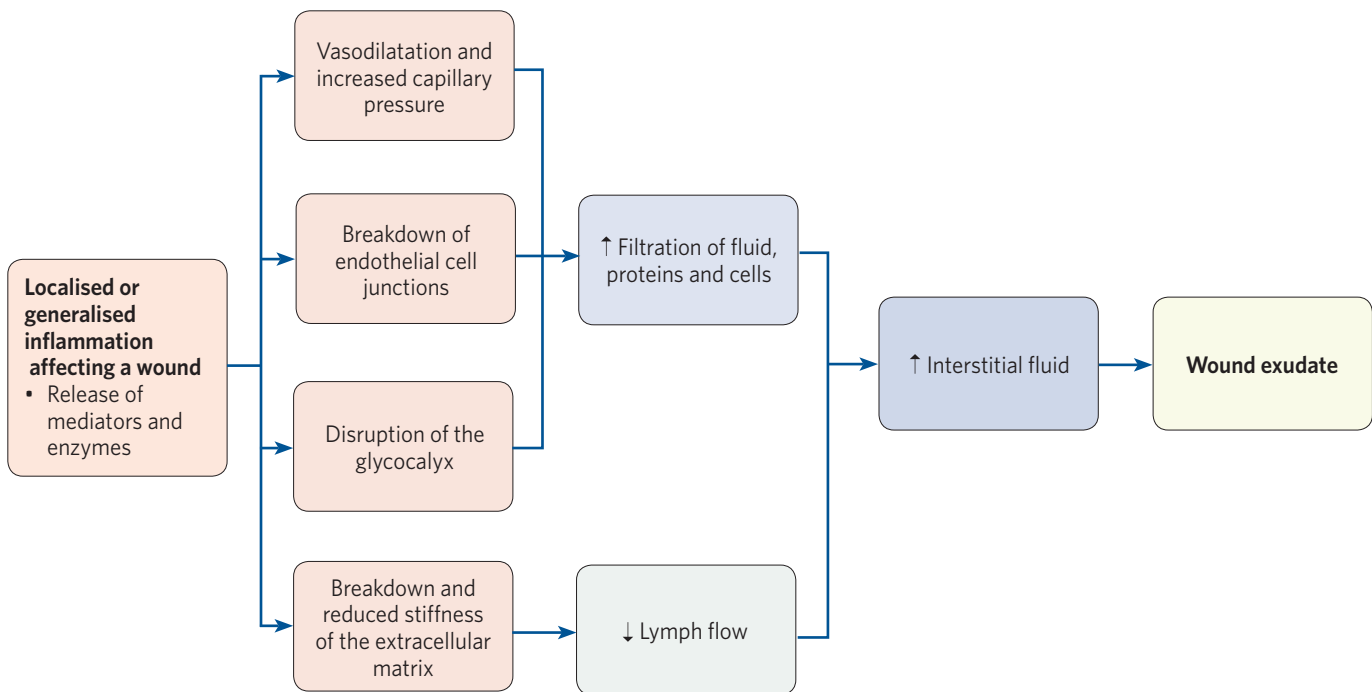 Localised or
generalised
inflammation
affecting a wound
• Release of
mediators and
enzymes
Vasodilatation and
increased capillary
pressure
Breakdown of
endothelial cell
junctions
Disruption of the
glycocalyx
Breakdown and
reduced stiffness
of the extracellular
matrix
↑ Filtration of fluid,
proteins and cells
↓ Lymph flow
↑ Interstitial fluid
Wound exudate